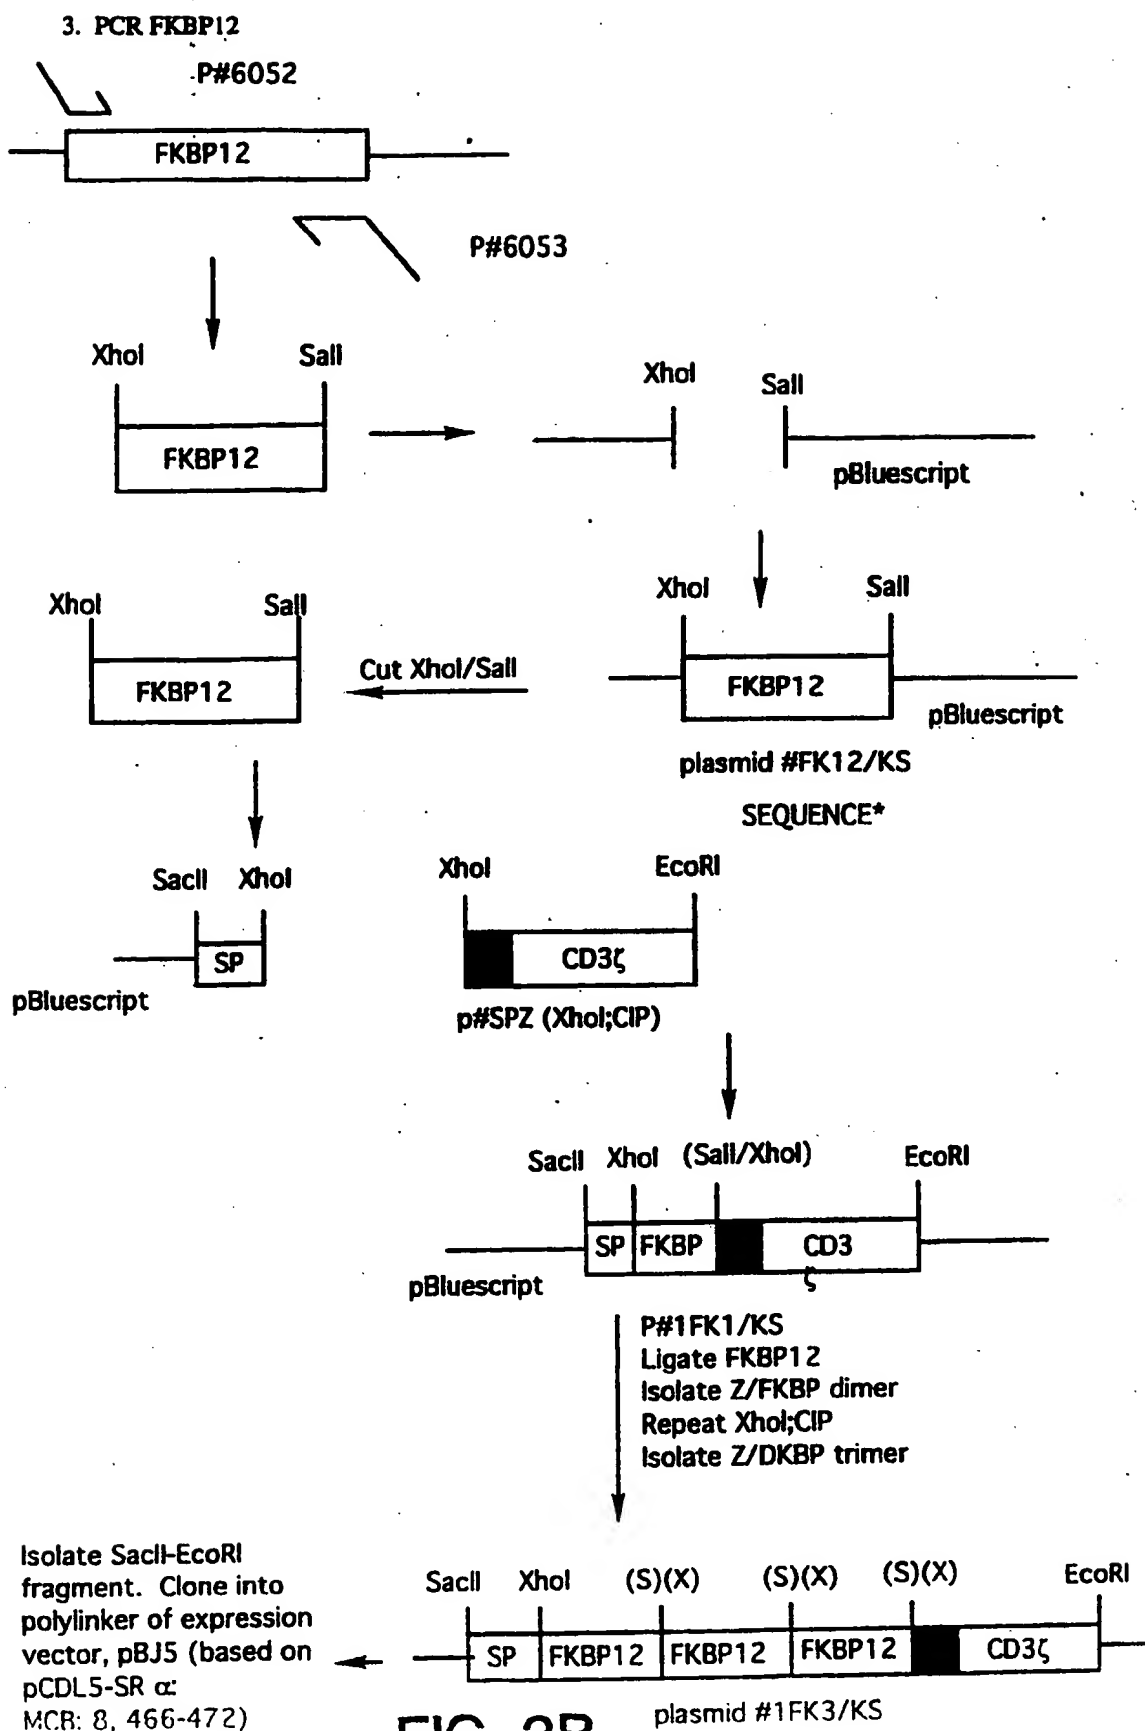 3. PCR FKBP12
P#6052
FKBP12
P#6053
XhoI SalI
FKBP12
XhoI SalI
pBluescript
XhoI SalI
FKBP12
pBluescript
plasmid #FK12/KS
SEQUENCE*
Cut XhoI/SalI
XhoI SalI
FKBP12
SacII XhoI
SP
pBluescript
XhoI EcoRI
CD3ζ
p#SPZ (XhoI;CIP)
SacII XhoI (SalI/XhoI) EcoRI
SP FKBP CD3
ζ
pBluescript
P#1FK1/KS
Ligate FKBP12
Isolate Z/FKBP dimer
Repeat XhoI;CIP
Isolate Z/DKBP trimer
SacII XhoI (S)(X) (S)(X) (S)(X) EcoRI
SP FKBP12 FKBP12 FKBP12 CD3ζ
plasmid #1FK3/KS
Isolate SacII-EcoRI
fragment. Clone into
polylinker of expression
vector, pBJ5 (based on
pCDL5-SR α:
MCB: 8, 466-472)
FIG. 2B